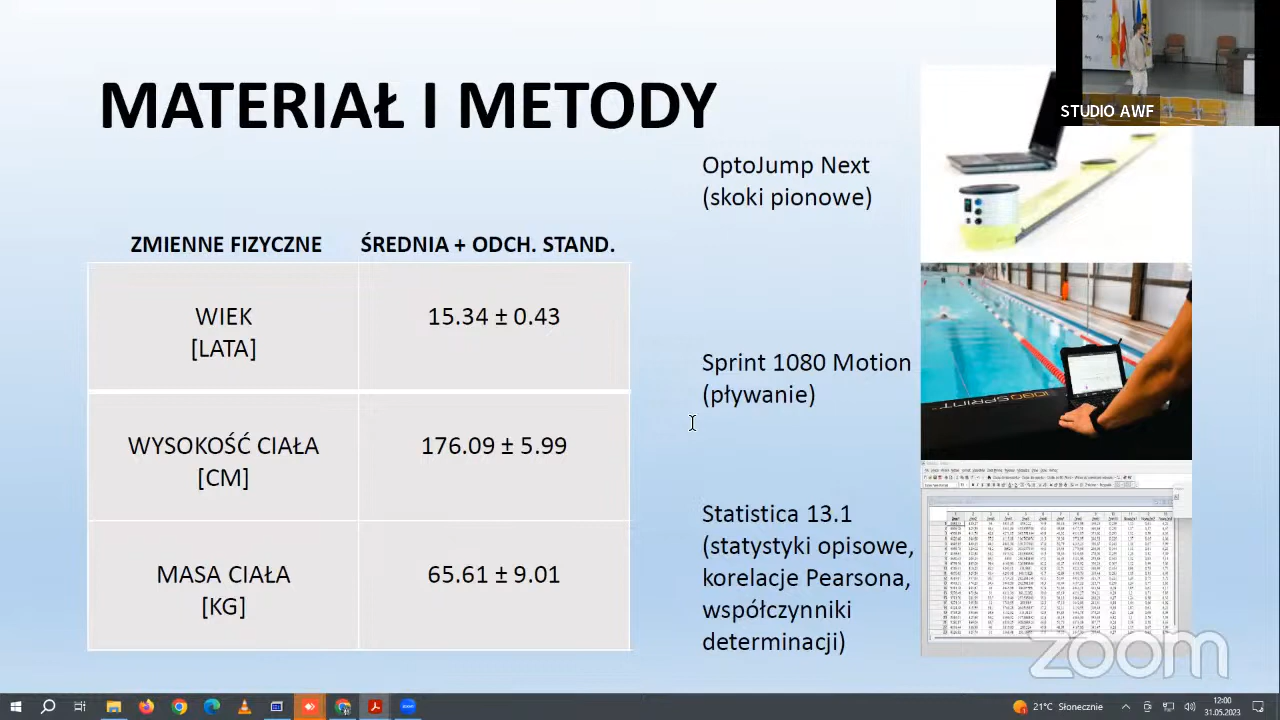 MATERIAŁ I METODY
STUDIO AWF
OptoJump Next
(skoki pionowe)
ZMIENNE FIZYCZNE
ŚREDNIA + ODCH. STAND.
WIEK
[LATA]
15.34 ± 0.43
Sprint 1080 Motion
(pływanie)
WYSOKOŚĆ CIAŁA
[CM]
176.09 ± 5.99
Statistica 13.1
(statystyki opisowe,
korelacje Pearsona,
współczynniki
determinacji)
MASA CIAŁA
[KG]
65.61 ± 9.01
zoom
21°C Słonecznie
12:00
31.05.2023